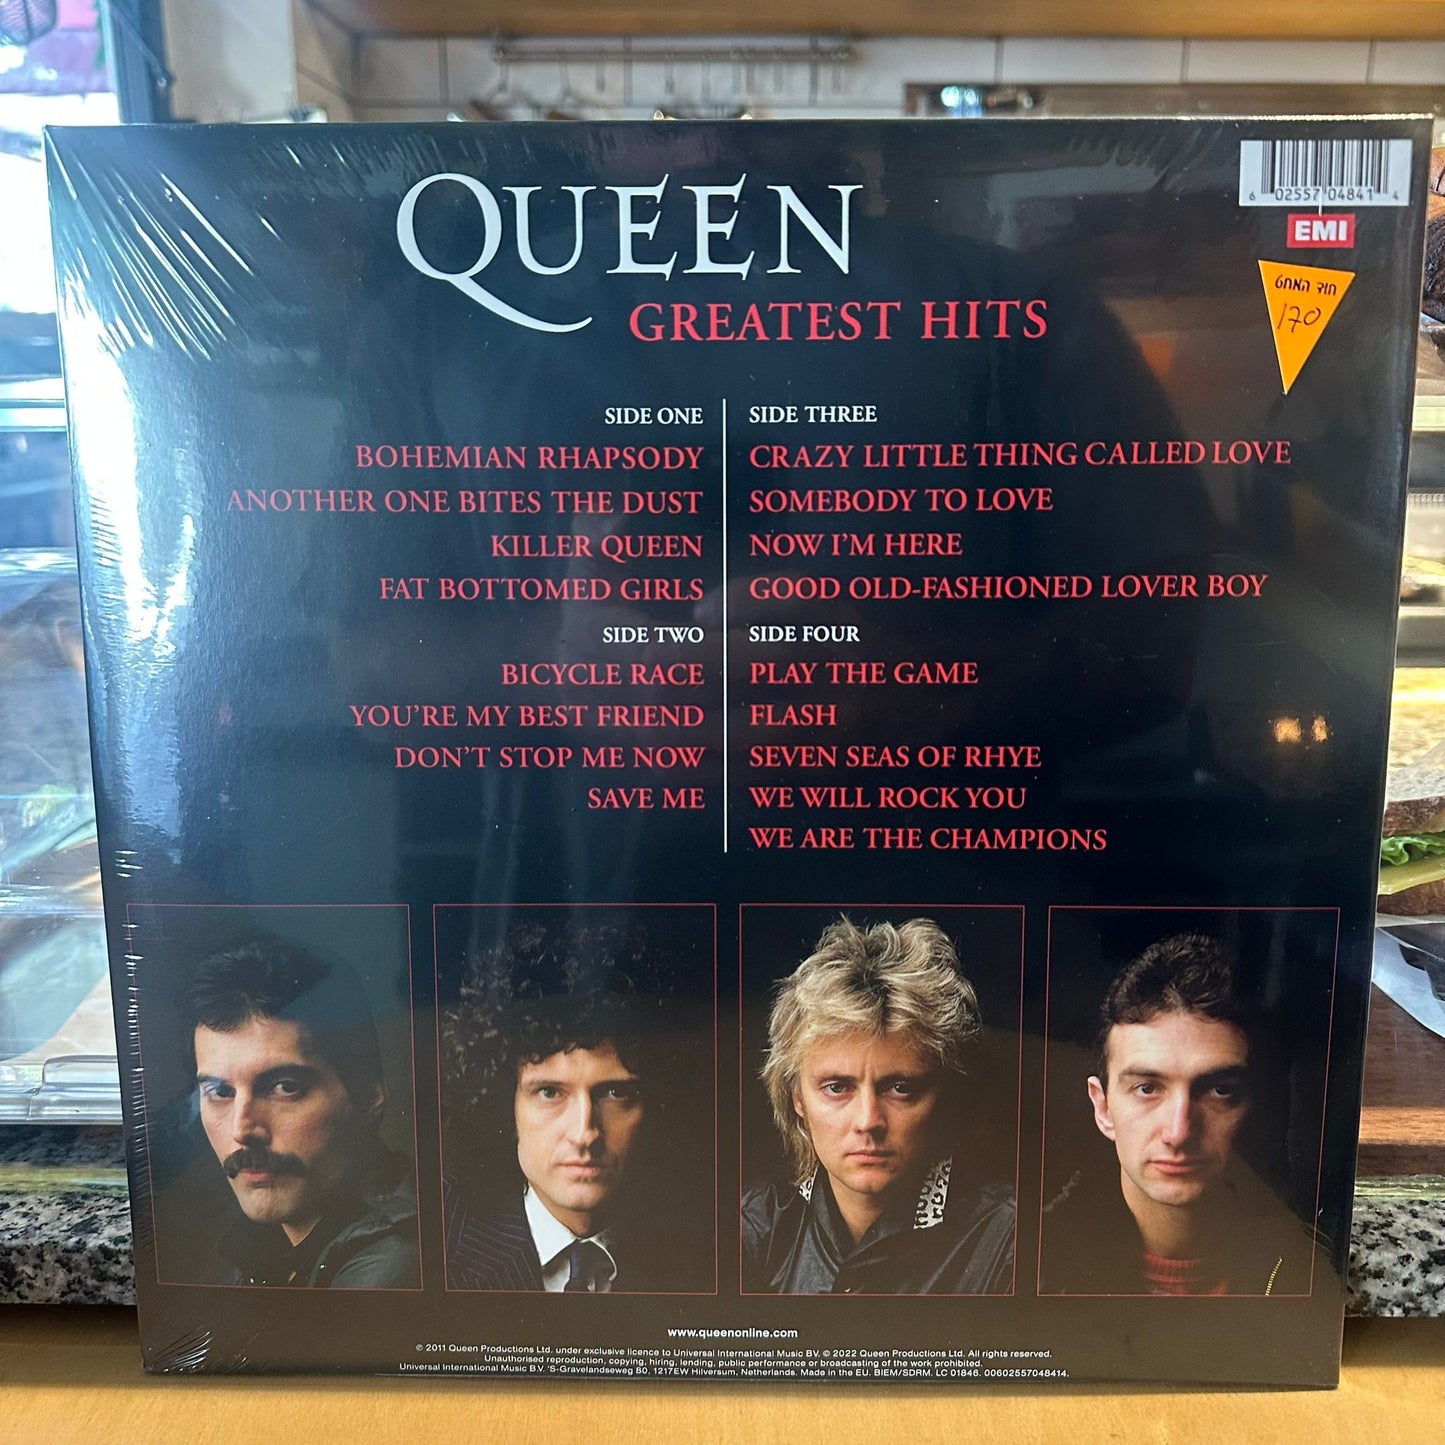 QUEEN
GREATEST HITS
6 02557 04841 4
EMI
חור המחט
170
SIDE ONE
BOHEMIAN RHAPSODY
ANOTHER ONE BITES THE DUST
KILLER QUEEN
FAT BOTTOMED GIRLS
SIDE TWO
BICYCLE RACE
YOU'RE MY BEST FRIEND
DON'T STOP ME NOW
SAVE ME
SIDE THREE
CRAZY LITTLE THING CALLED LOVE
SOMEBODY TO LOVE
NOW I'M HERE
GOOD OLD-FASHIONED LOVER BOY
SIDE FOUR
PLAY THE GAME
FLASH
SEVEN SEAS OF RHYE
WE WILL ROCK YOU
WE ARE THE CHAMPIONS
www.queenonline.com
℗ 2011 Queen Productions Ltd. under exclusive licence to Universal International Music BV. © 2022 Queen Productions Ltd. All rights reserved.
Unauthorised reproduction, copying, hiring, lending, public performance or broadcasting of the work prohibited.
Universal International Music B.V. 'S-Gravelandseweg 80, 1217EW Hilversum, Netherlands. Made in the EU. BIEM/SDRM. LC 01846. 00602557048414.